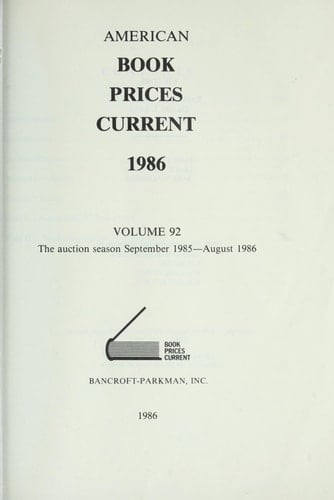 AMERICAN
BOOK
PRICES
CURRENT
1986
VOLUME 92
The auction season September 1985—August 1986
BOOK
PRICES
CURRENT
BANCROFT-PARKMAN, INC.
1986